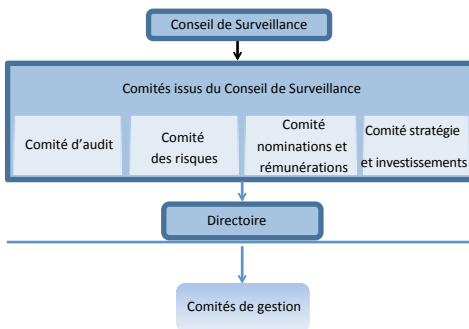 Conseil de Surveillance
Comités issus du Conseil de Surveillance
Comité d’audit
Comité
des risques
Comité
nominations et
rémunérations
Comité stratégie
et investissements
Directoire
Comités de gestion